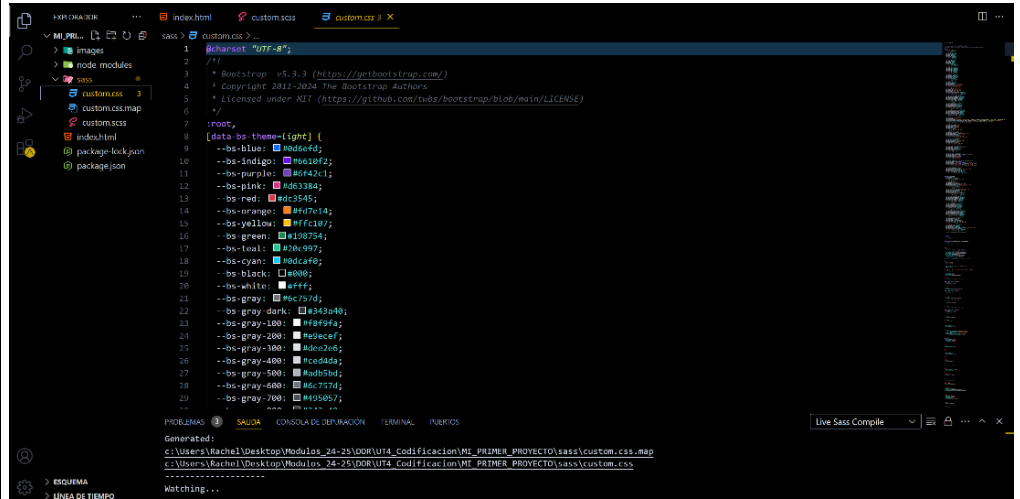 EXPLORADOR ··· index.html custom.scss custom.css 3 ×
MI_PRI... sass > custom.css > ...
images 1 @charset "UTF-8";
node modules 2 /*!
sass 3 * Bootstrap v5.3.3 (https://getbootstrap.com/)
custom.css 3 4 * Copyright 2011-2024 The Bootstrap Authors
custom.css.map 5 * Licensed under MIT (https://github.com/twbs/bootstrap/blob/main/LICENSE)
custom.scss 6 */
index.html 7 :root,
package-lock.json 8 [data-bs-theme=light] {
package.json 9 --bs-blue: #0d6efd;
10 --bs-indigo: #6610f2;
11 --bs-purple: #6f42c1;
12 --bs-pink: #d63384;
13 --bs-red: #dc3545;
14 --bs-orange: #fd7e14;
15 --bs-yellow: #ffc107;
16 --bs-green: #198754;
17 --bs-teal: #20c997;
18 --bs-cyan: #0dcaf0;
19 --bs-black: #000;
20 --bs-white: #fff;
21 --bs-gray: #6c757d;
22 --bs-gray-dark: #343a40;
23 --bs-gray-100: #f8f9fa;
24 --bs-gray-200: #e9ecef;
25 --bs-gray-300: #dee2e6;
26 --bs-gray-400: #ced4da;
27 --bs-gray-500: #adb5bd;
28 --bs-gray-600: #6c757d;
29 --bs-gray-700: #495057;
PROBLEMAS 3 SALIDA CONSOLA DE DEPURACIÓN TERMINAL PUERTOS Live Sass Compile
Generated:
c:\Users\Rachel\Desktop\Modulos_24-25\DOR\UT4_Codificacion\MI_PRIMER_PROYECTO\sass\custom.css.map
c:\Users\Rachel\Desktop\Modulos_24-25\DOR\UT4_Codificacion\MI_PRIMER_PROYECTO\sass\custom.css
--------------------
ESQUEMA Watching...
LÍNEA DE TIEMPO